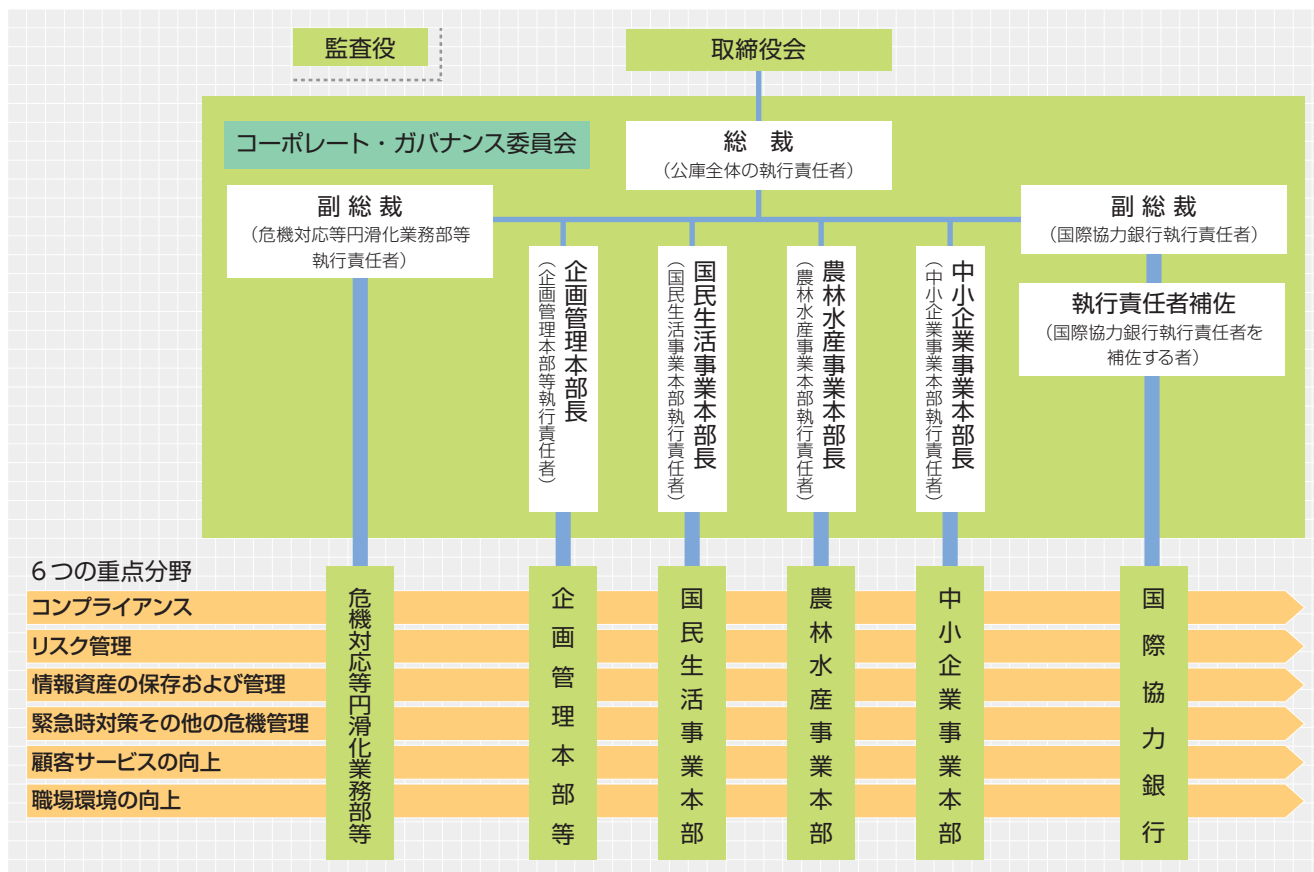 監査役
取締役会
コーポレート・ガバナンス委員会
総　裁
（公庫全体の執行責任者）
副 総 裁
（危機対応等円滑化業務部等
執行責任者）
企画管理本部長
（企画管理本部等執行責任者）
国民生活事業本部長
（国民生活事業本部執行責任者）
農林水産事業本部長
（農林水産事業本部執行責任者）
中小企業事業本部長
（中小企業事業本部執行責任者）
副 総 裁
（国際協力銀行執行責任者）
執行責任者補佐
（国際協力銀行執行責任者を
補佐する者）
6つの重点分野
コンプライアンス
リスク管理
情報資産の保存および管理
緊急時対策その他の危機管理
顧客サービスの向上
職場環境の向上
危機対応等円滑化業務部等
企画管理本部等
国民生活事業本部
農林水産事業本部
中小企業事業本部
国際協力銀行